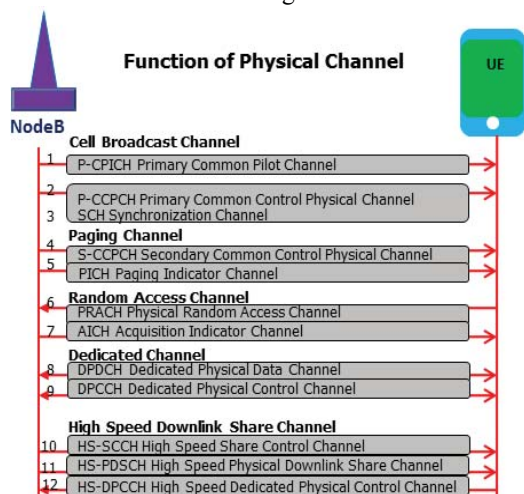 Function of Physical Channel
UE
NodeB
Cell Broadcast Channel
1 P-CPICH Primary Common Pilot Channel
2 P-CCPCH Primary Common Control Physical Channel
3 SCH Synchronization Channel
Paging Channel
4 S-CCPCH Secondary Common Control Physical Channel
5 PICH Paging Indicator Channel
Random Access Channel
6 PRACH Physical Random Access Channel
7 AICH Acquisition Indicator Channel
Dedicated Channel
8 DPDCH Dedicated Physical Data Channel
9 DPCCH Dedicated Physical Control Channel
High Speed Downlink Share Channel
10 HS-SCCH High Speed Share Control Channel
11 HS-PDSCH High Speed Physical Downlink Share Channel
12 HS-DPCCH High Speed Dedicated Physical Control Channel